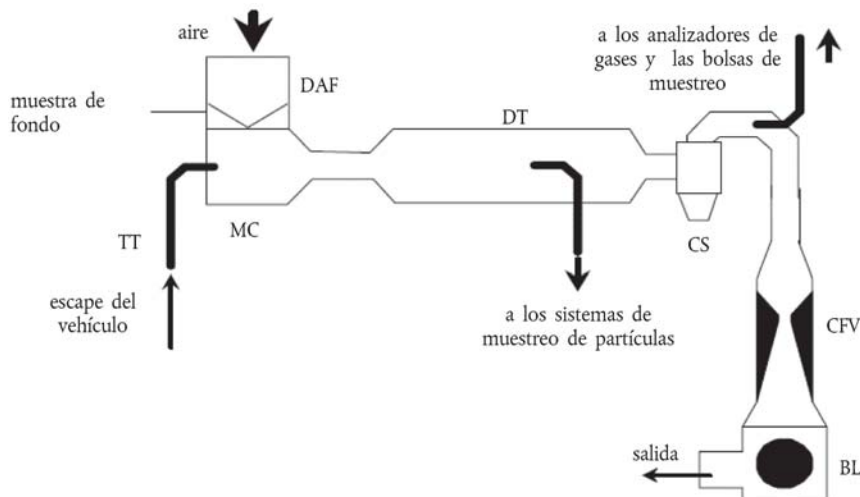 aire
a los analizadores de
gases y las bolsas de
muestreo
DAF
muestra de
fondo
DT
MC
TT
CS
escape del
vehículo
a los sistemas de
muestreo de partículas
CFV
salida
BL